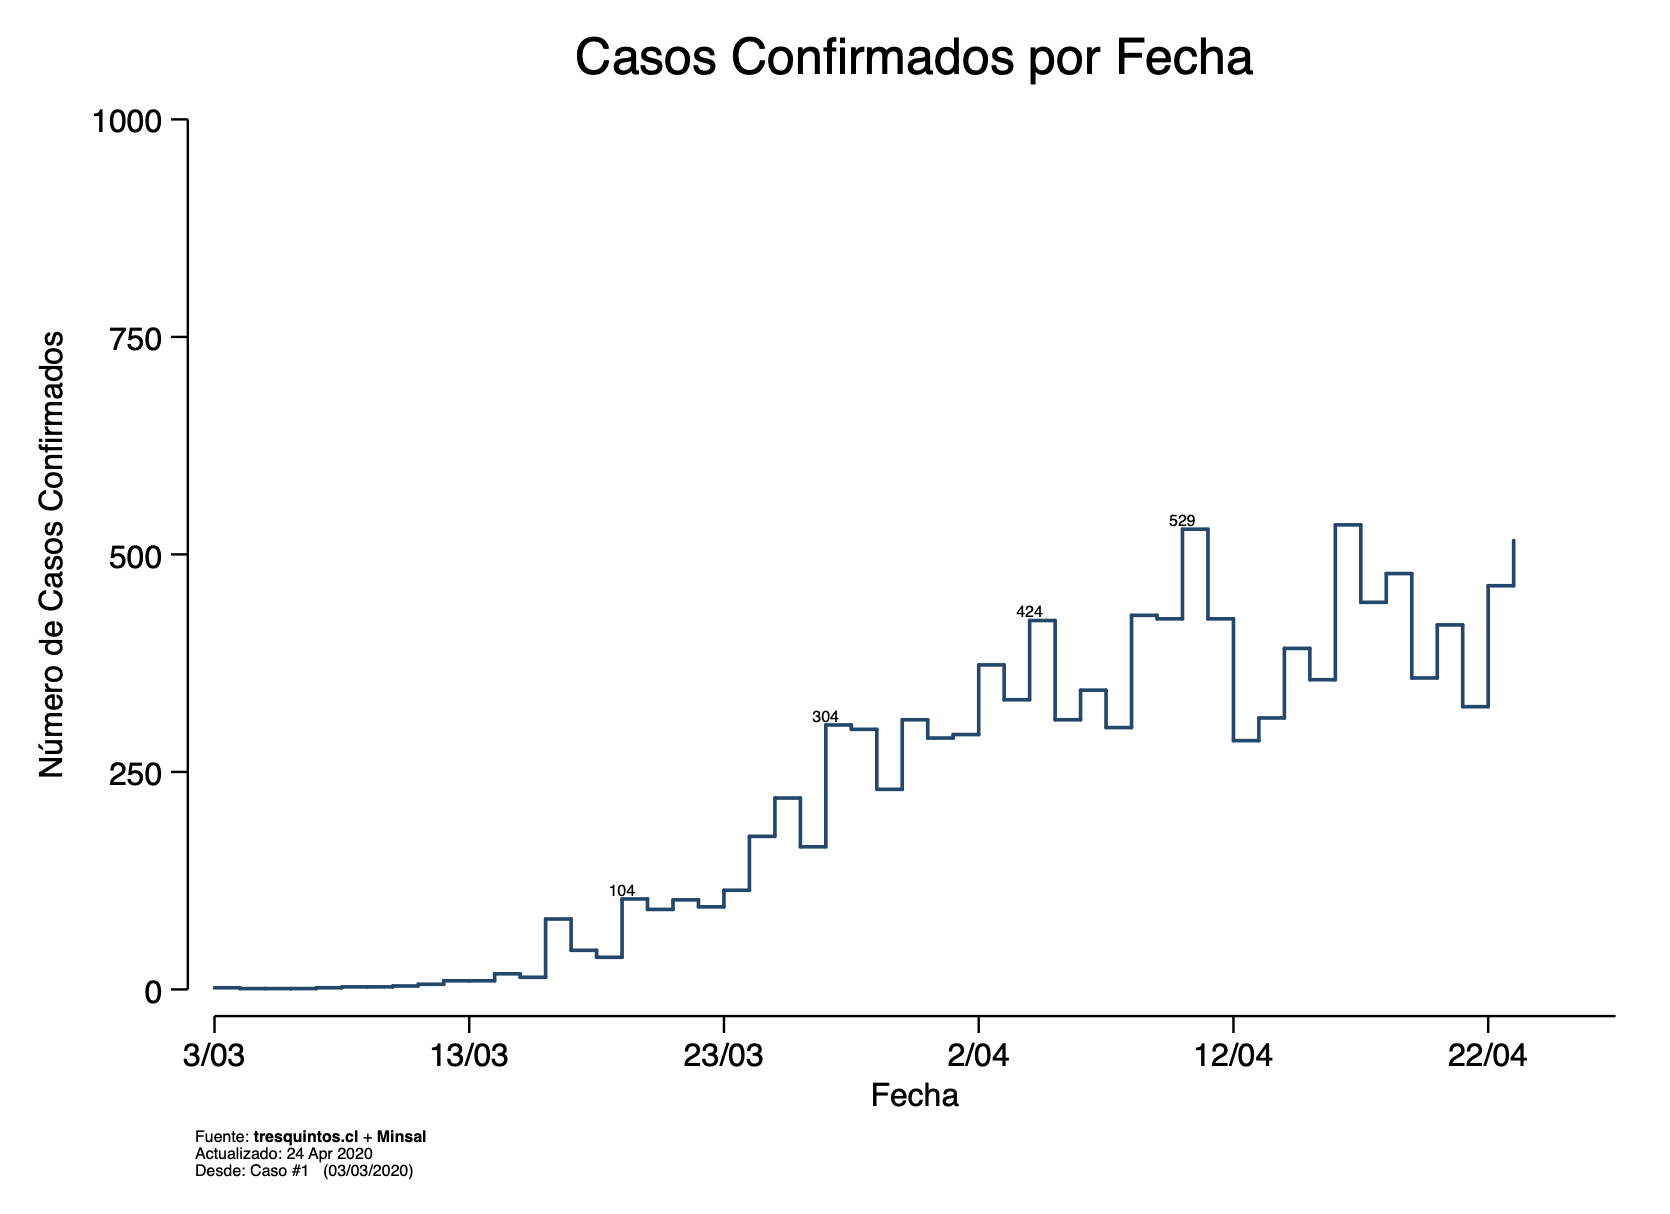 Casos Confirmados por Fecha
Número de Casos Confirmados
1000
750
500
250
0
104
304
424
529
3/03
13/03
23/03
2/04
12/04
22/04
Fecha
Fuente: tresquintos.cl + Minsal
Actualizado: 24 Apr 2020
Desde: Caso #1 (03/03/2020)